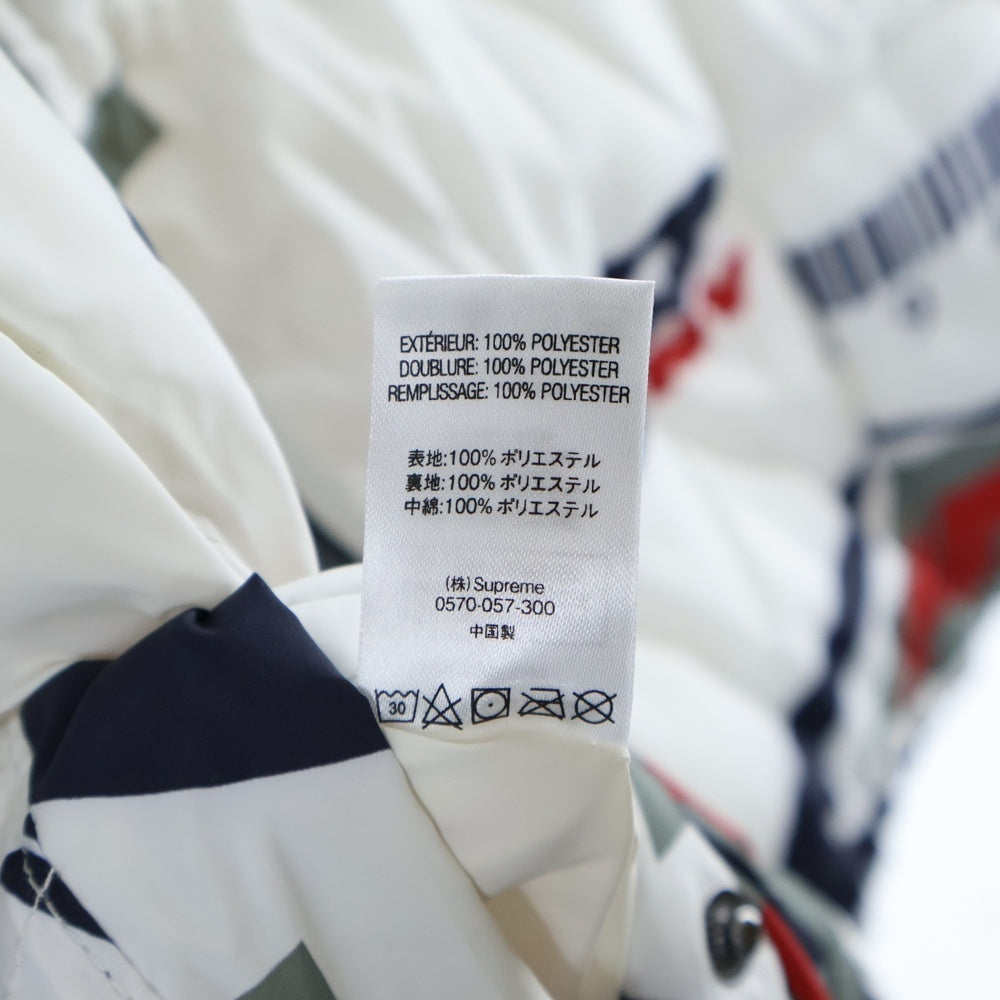 EXTÉRIEUR: 100% POLYESTER
DOUBLURE: 100% POLYESTER
REMPLISSAGE: 100% POLYESTER
表地:100% ポリエステル
裏地:100% ポリエステル
中綿:100% ポリエステル
(株)Supreme
0570-057-300
中国製
30